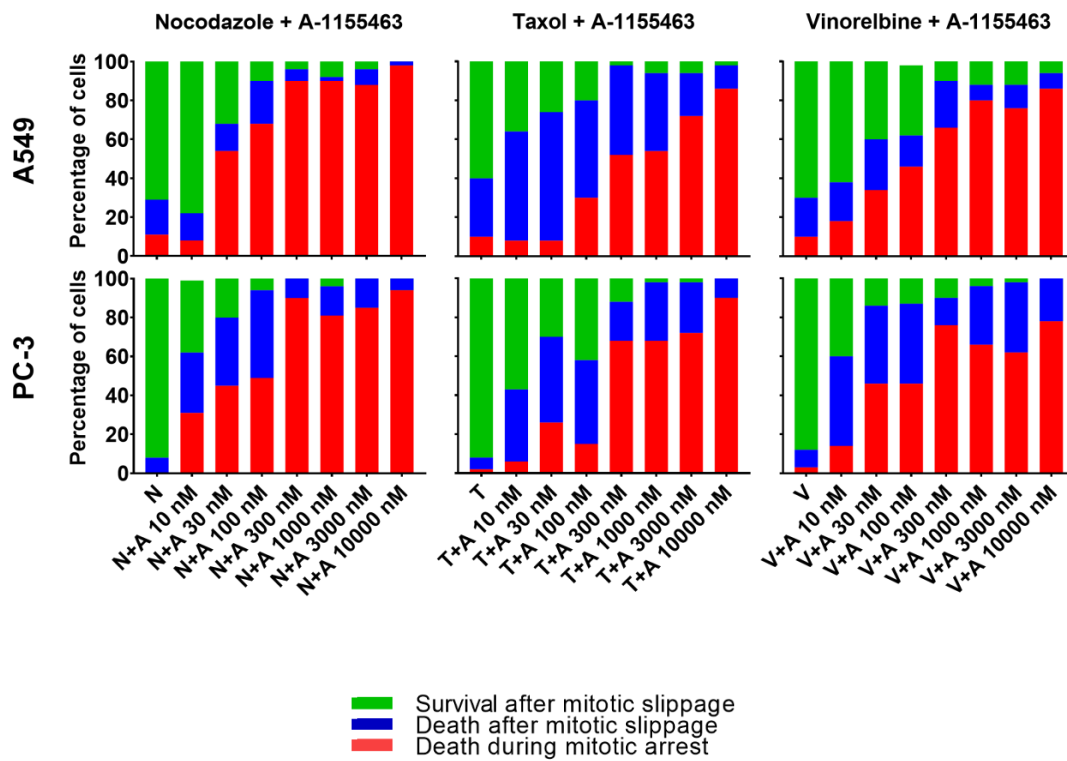 Nocodazole + A-1155463
Taxol + A-1155463
Vinorelbine + A-1155463
A549
Percentage of cells
100
80
60
40
20
0
PC-3
Percentage of cells
100
80
60
40
20
0
N
N+A 10 nM
N+A 30 nM
N+A 100 nM
N+A 300 nM
N+A 1000 nM
N+A 3000 nM
N+A 10000 nM
T
T+A 10 nM
T+A 30 nM
T+A 100 nM
T+A 300 nM
T+A 1000 nM
T+A 3000 nM
T+A 10000 nM
V
V+A 10 nM
V+A 30 nM
V+A 100 nM
V+A 300 nM
V+A 1000 nM
V+A 3000 nM
V+A 10000 nM
Survival after mitotic slippage
Death after mitotic slippage
Death during mitotic arrest